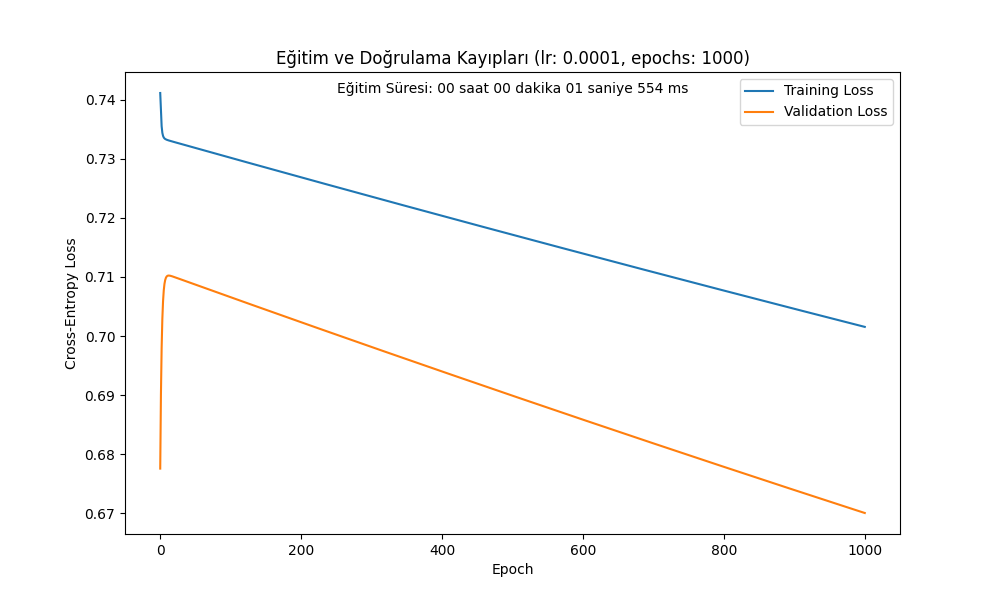 Eğitim ve Doğrulama Kayıpları (lr: 0.0001, epochs: 1000)
Eğitim Süresi: 00 saat 00 dakika 01 saniye 554 ms
Training Loss
Validation Loss
Cross-Entropy Loss
0.74
0.73
0.72
0.71
0.70
0.69
0.68
0.67
0 200 400 600 800 1000
Epoch